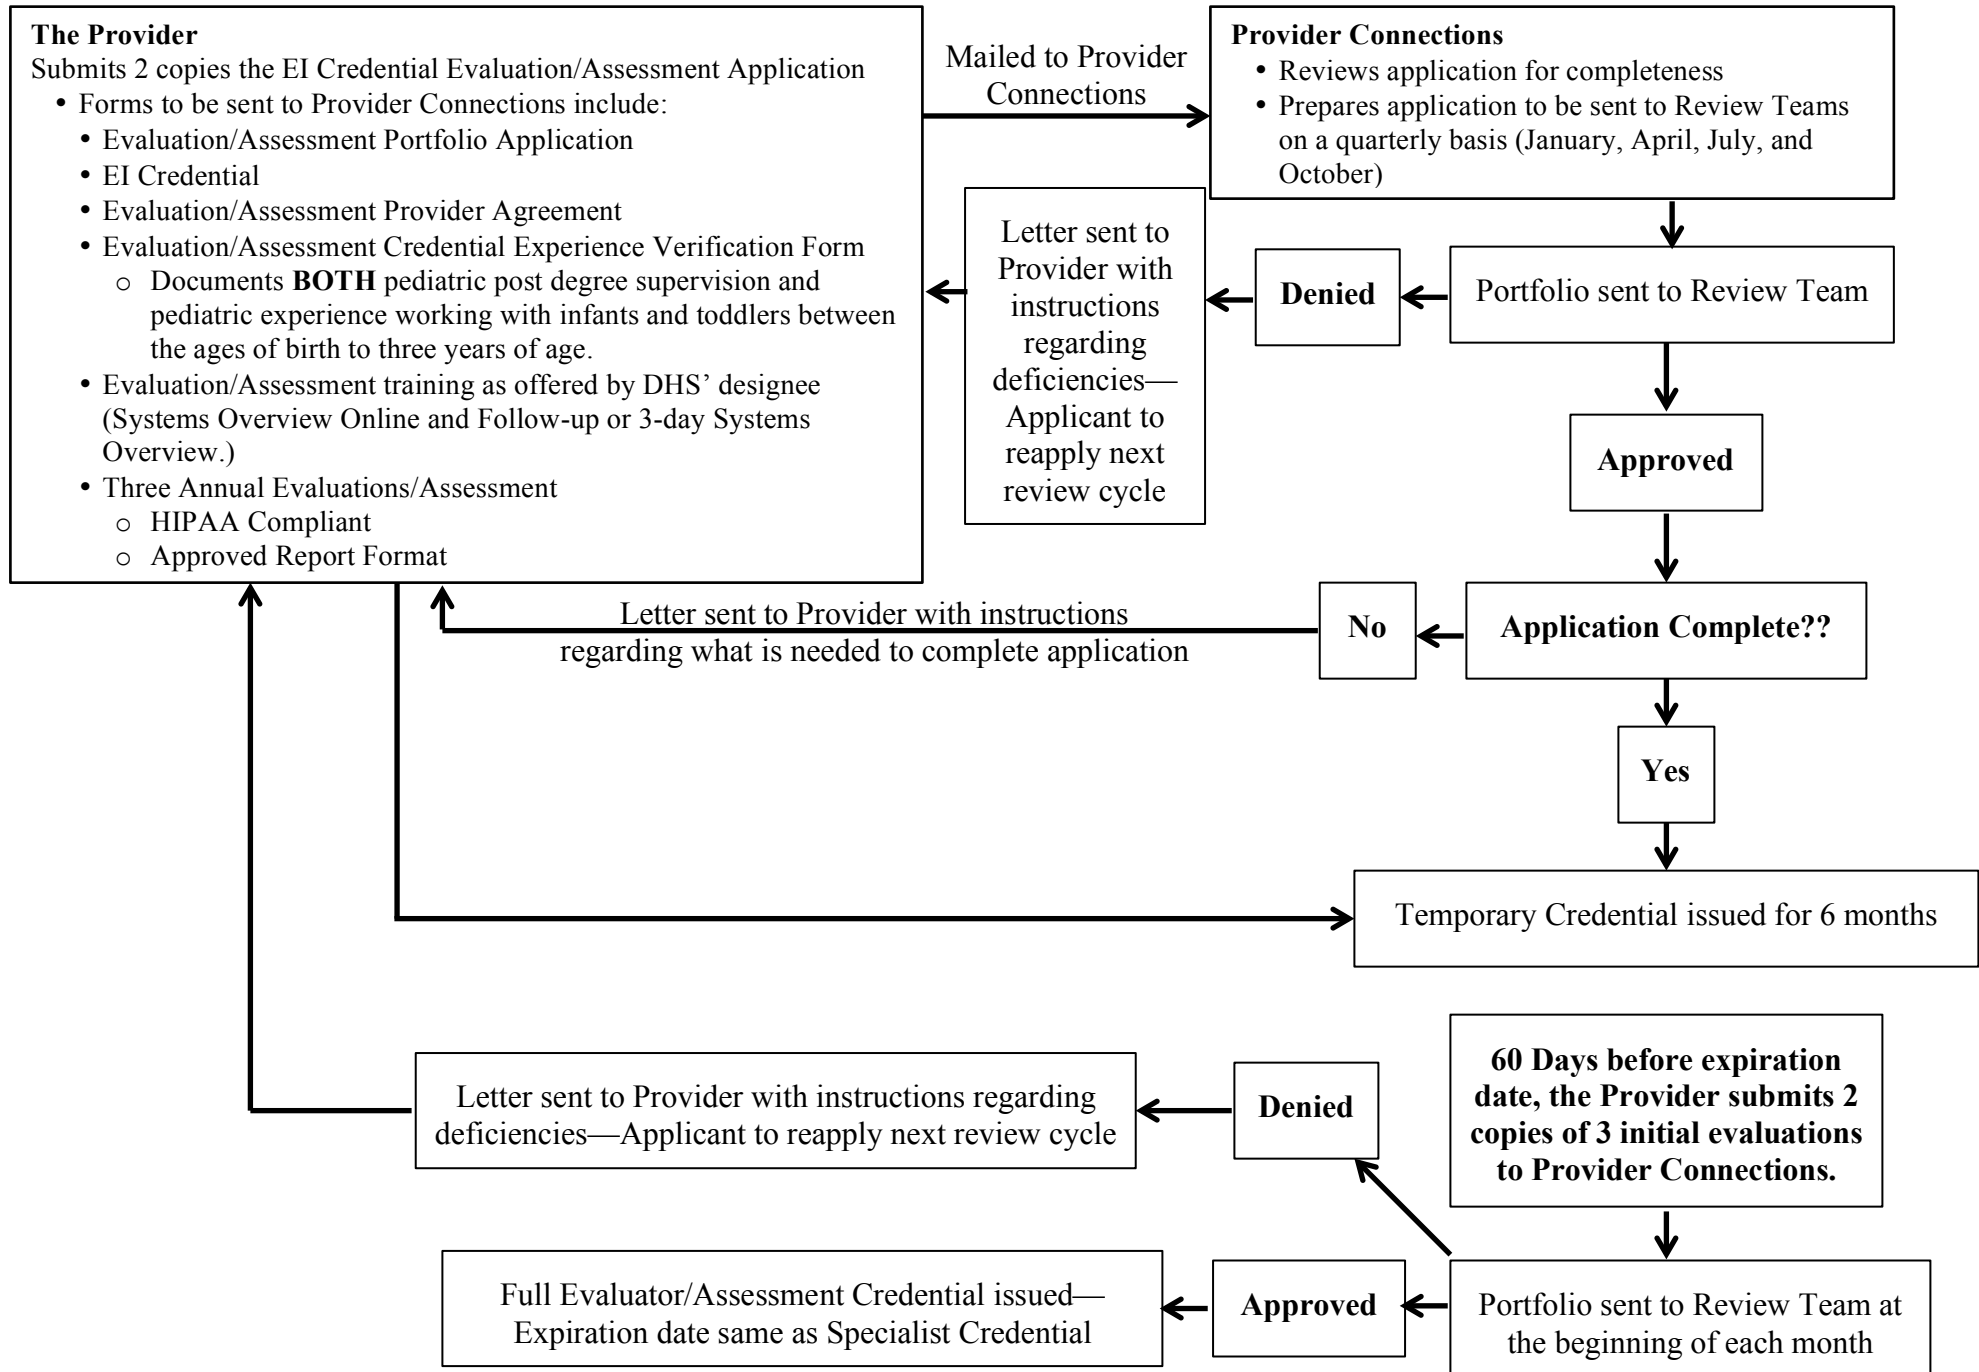 The Provider
Submits 2 copies the EI Credential Evaluation/Assessment Application
• Forms to be sent to Provider Connections include:
• Evaluation/Assessment Portfolio Application
• EI Credential
• Evaluation/Assessment Provider Agreement
• Evaluation/Assessment Credential Experience Verification Form
o Documents BOTH pediatric post degree supervision and
pediatric experience working with infants and toddlers between
the ages of birth to three years of age.
• Evaluation/Assessment training as offered by DHS’ designee
(Systems Overview Online and Follow-up or 3-day Systems
Overview.)
• Three Annual Evaluations/Assessment
o HIPAA Compliant
o Approved Report Format
Mailed to Provider
Connections
Provider Connections
• Reviews application for completeness
• Prepares application to be sent to Review Teams
on a quarterly basis (January, April, July, and
October)
Portfolio sent to Review Team
Denied
Letter sent to
Provider with
instructions
regarding
deficiencies—
Applicant to
reapply next
review cycle
Approved
Application Complete??
No
Letter sent to Provider with instructions
regarding what is needed to complete application
Yes
Temporary Credential issued for 6 months
60 Days before expiration
date, the Provider submits 2
copies of 3 initial evaluations
to Provider Connections.
Portfolio sent to Review Team at
the beginning of each month
Denied
Letter sent to Provider with instructions regarding
deficiencies—Applicant to reapply next review cycle
Approved
Full Evaluator/Assessment Credential issued—
Expiration date same as Specialist Credential